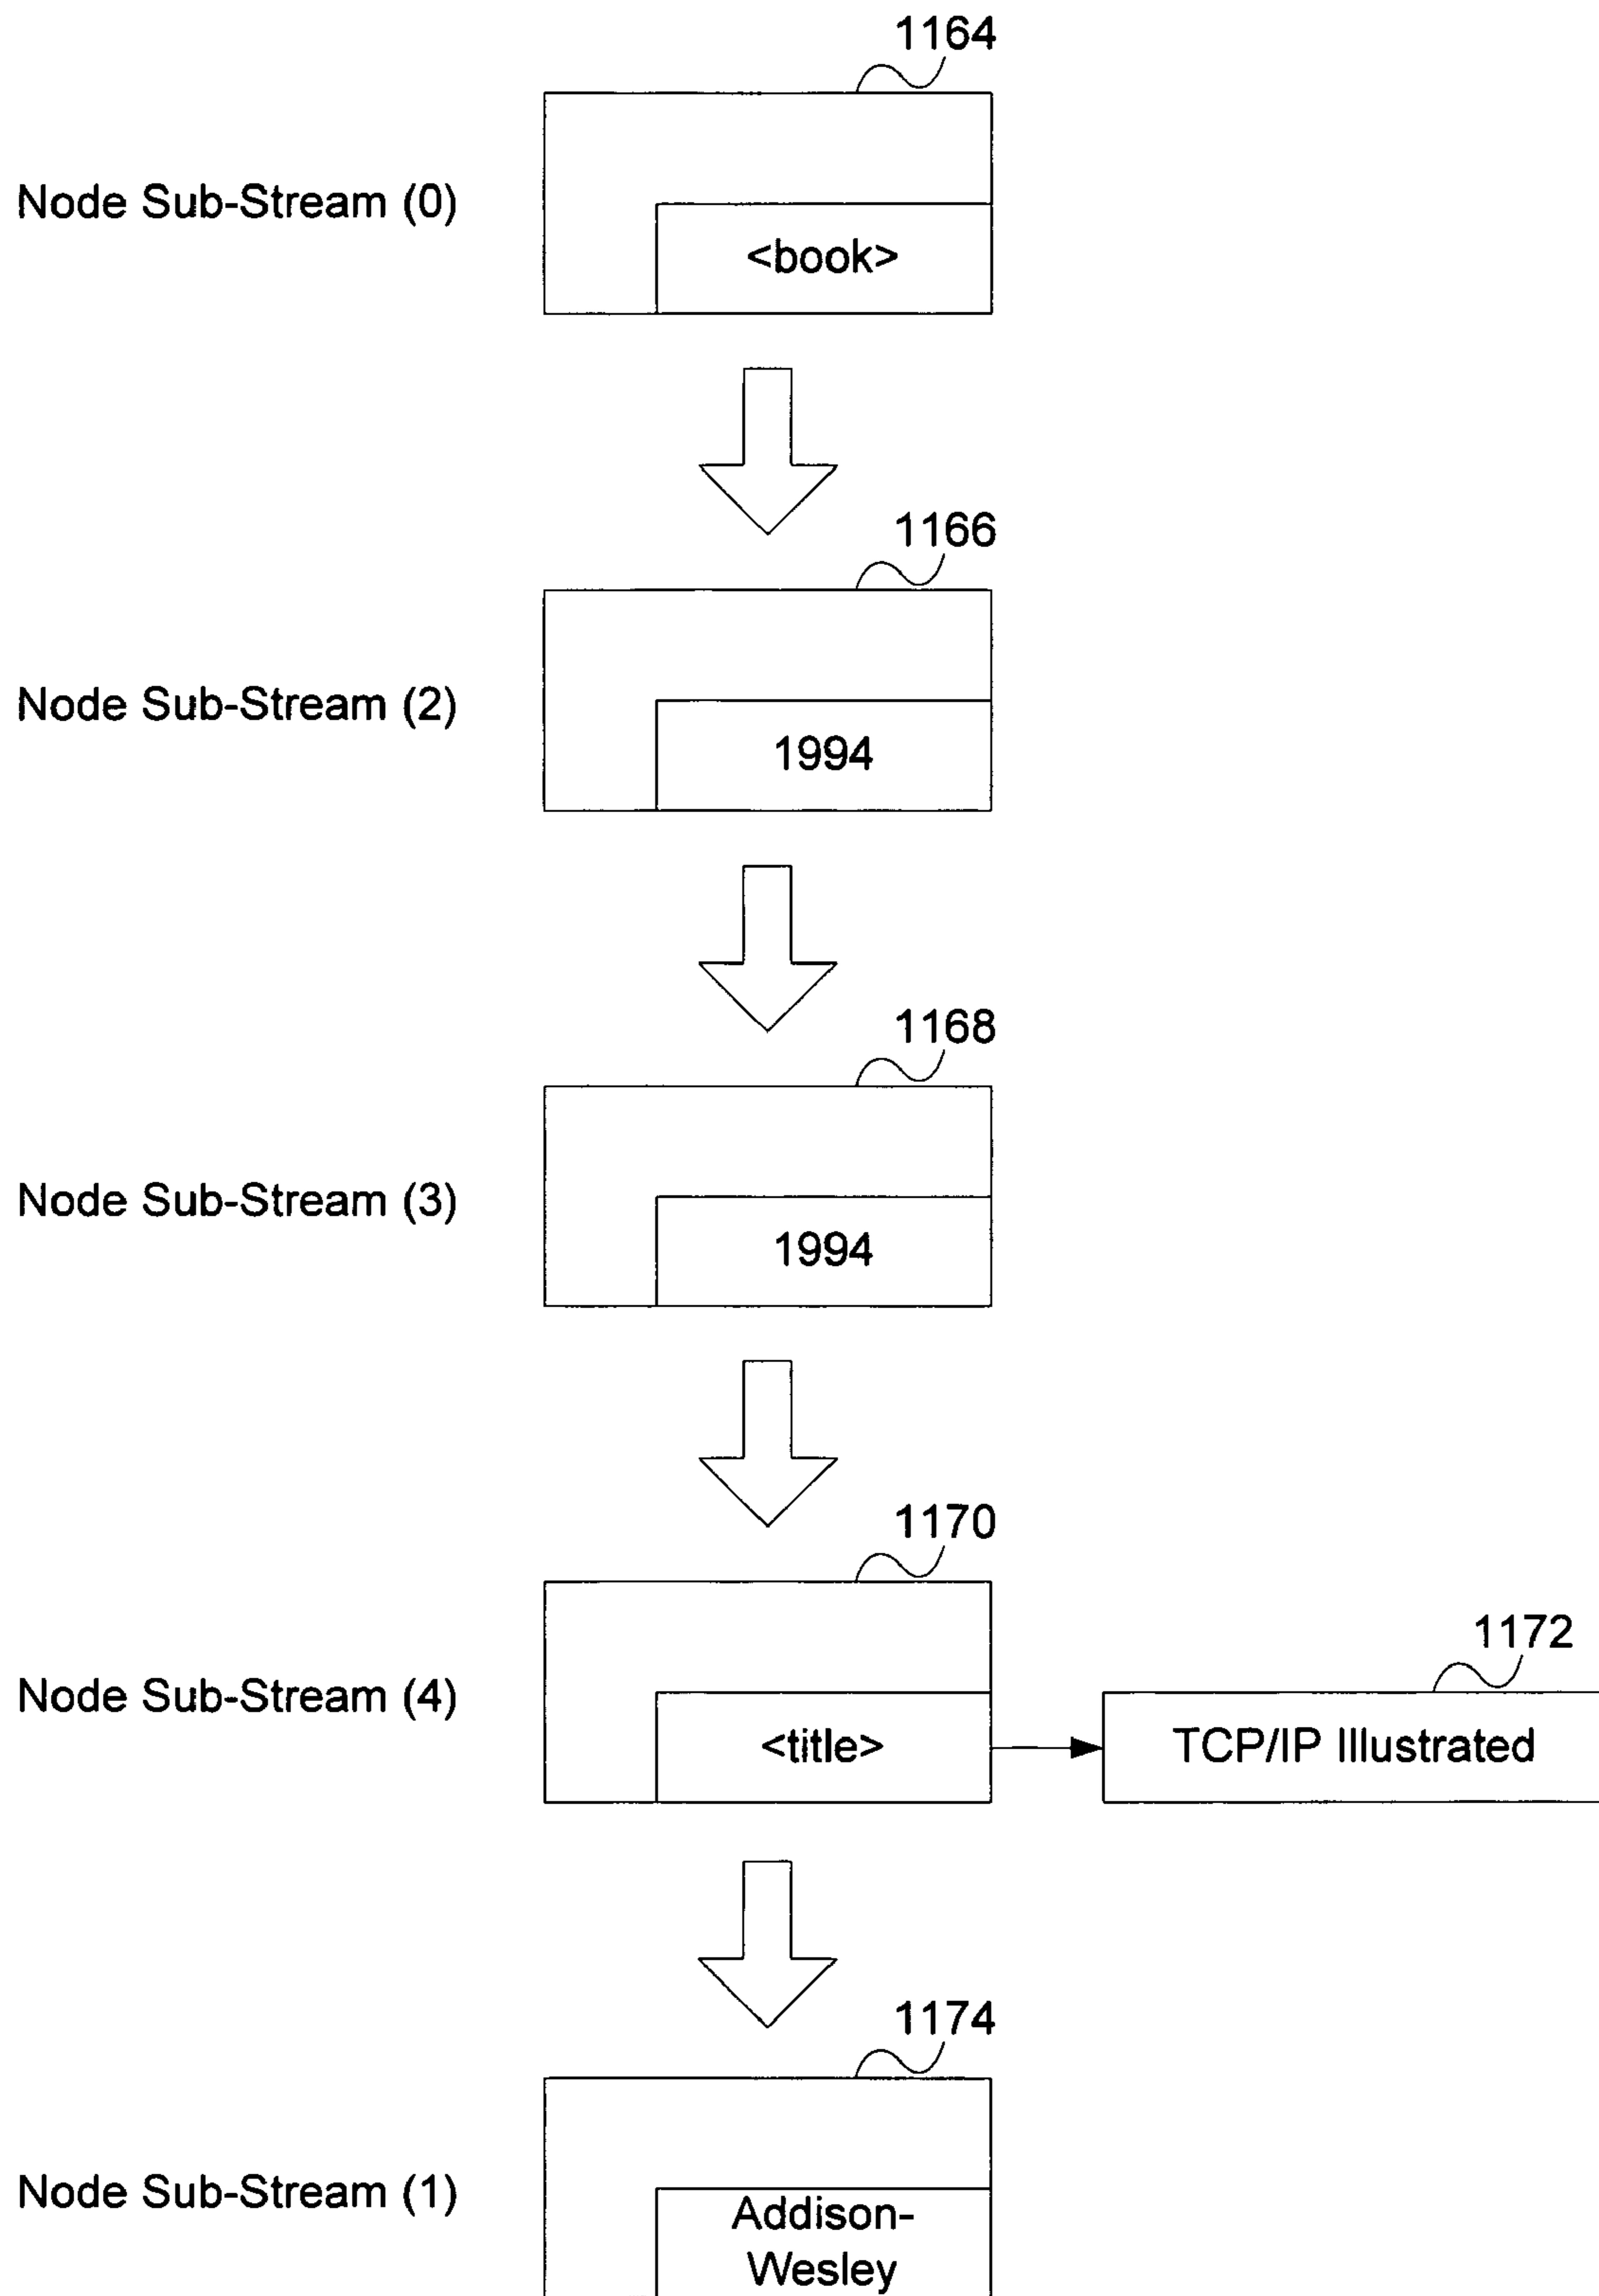 1164
Node Sub-Stream (0)
<book>
1166
Node Sub-Stream (2)
1994
1168
Node Sub-Stream (3)
1994
1170
1172
Node Sub-Stream (4)
<title>
TCP/IP Illustrated
1174
Node Sub-Stream (1)
Addison-
Wesley